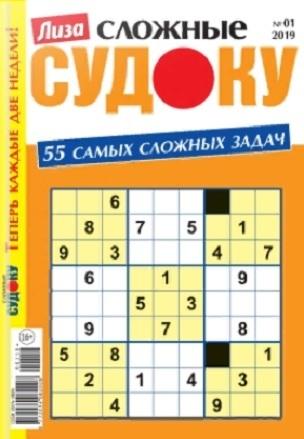 Лиза СЛОЖНЫЕ
№01
2019
СУДОКУ
55 САМЫХ СЛОЖНЫХ ЗАДАЧ
ТЕПЕРЬ КАЖДЫЕ ДВЕ НЕДЕЛИ!
СЛОЖНЫЕ
СУДОКУ
16+
6
8 7 5 1
9 3 4 7
6 1 9
5 3
9 7 8
5 8 1
2 1 4 3
4 9